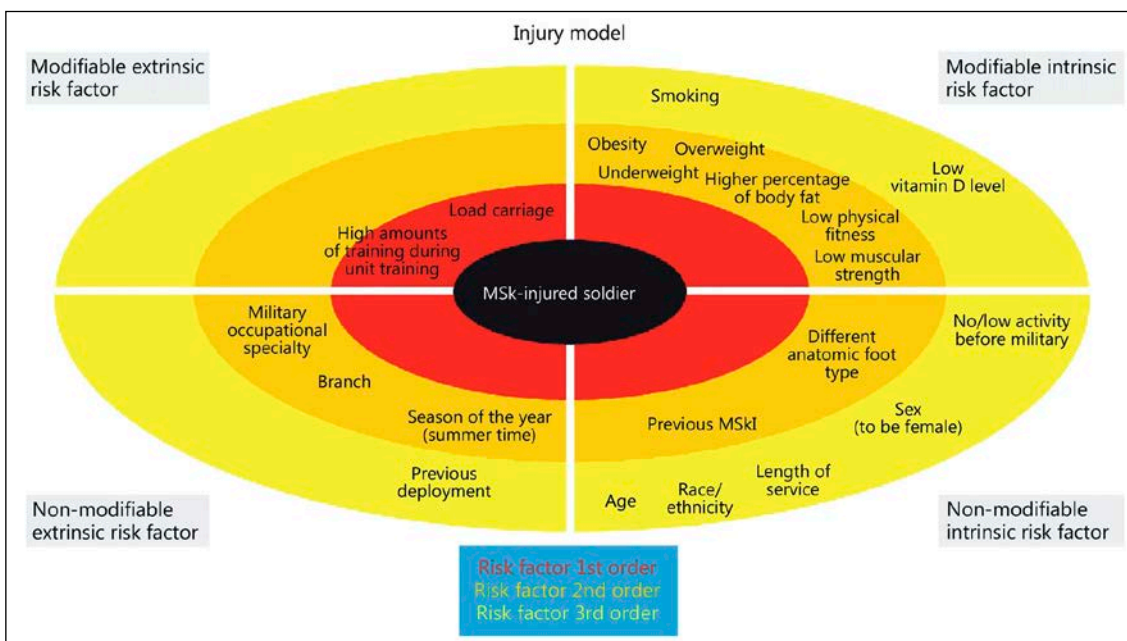 Injury model
Modifiable extrinsic
risk factor
Modifiable intrinsic
risk factor
Smoking
Obesity
Overweight
Underweight
Higher percentage
of body fat
Low
vitamin D level
Low physical
fitness
Low muscular
strength
Load carriage
High amounts
of training during
unit training
MSk-injured soldier
Military
occupational
specialty
Branch
Season of the year
(summer time)
Previous
deployment
Different
anatomic foot
type
No/low activity
before military
Previous MSkI
Sex
(to be female)
Length of
service
Age
Race/
ethnicity
Non-modifiable
extrinsic risk factor
Non-modifiable
intrinsic risk factor
Risk factor 1st order
Risk factor 2nd order
Risk factor 3rd order